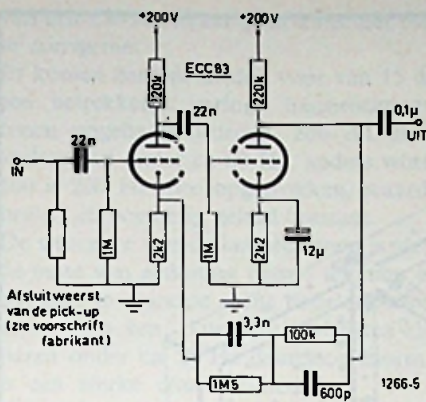 +200V
+200V
ECC83
220k
220k
22n
0,1µ
UIT
22n
IN
1M
2k2
1M
2k2
12µ
Afsluitweerst
van de pick-up
(zie voorschrift
fabrikant)
3,3n
100k
1M5
600p
1266-5